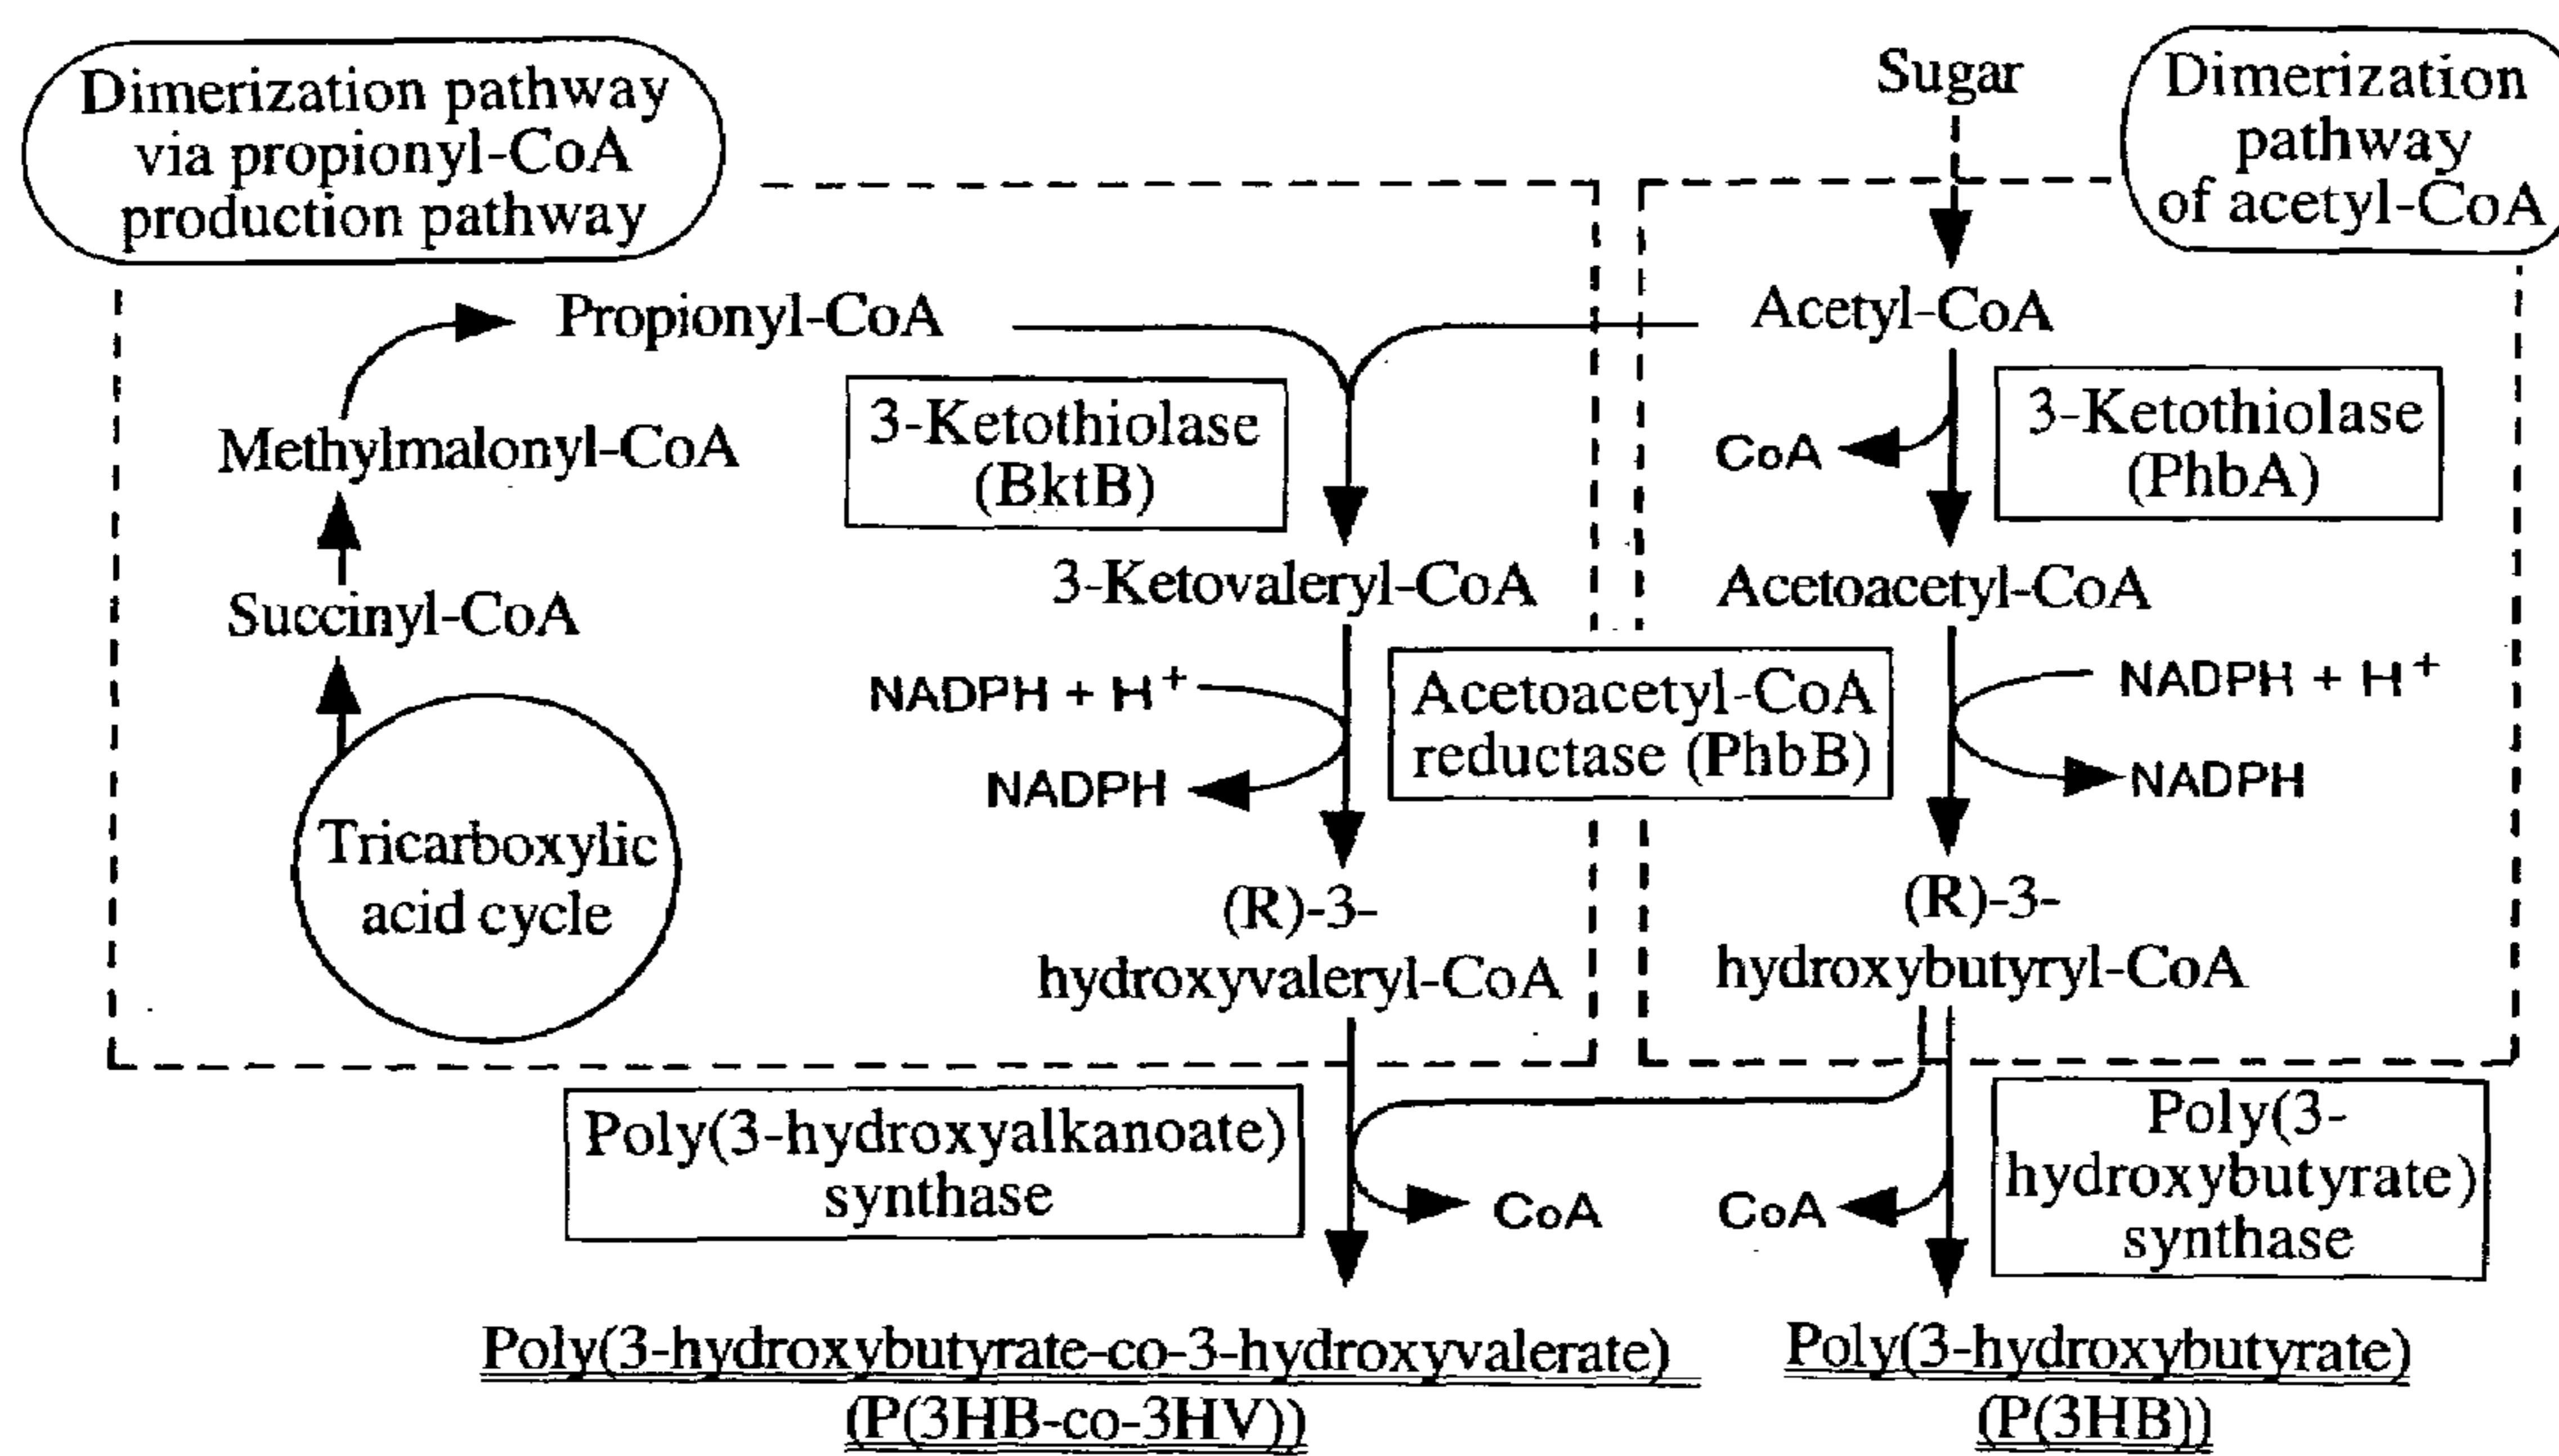 Dimerization pathway
via propionyl-CoA
production pathway
Sugar
Dimerization
pathway
of acetyl-CoA
Propionyl-CoA
Acetyl-CoA
3-Ketothiolase
(BktB)
3-Ketothiolase
(PhbA)
CoA
Methylmalonyl-CoA
Succinyl-CoA
3-Ketovaleryl-CoA
Acetoacetyl-CoA
NADPH + H+
NADPH
Acetoacetyl-CoA
reductase (PhbB)
NADPH + H+
NADPH
Tricarboxylic
acid cycle
(R)-3-
hydroxyvaleryl-CoA
(R)-3-
hydroxybutyryl-CoA
Poly(3-hydroxyalkanoate)
synthase
CoA
CoA
Poly(3-
hydroxybutyrate)
synthase
Poly(3-hydroxybutyrate-co-3-hydroxyvalerate)
(P(3HB-co-3HV))
Poly(3-hydroxybutyrate)
(P(3HB))